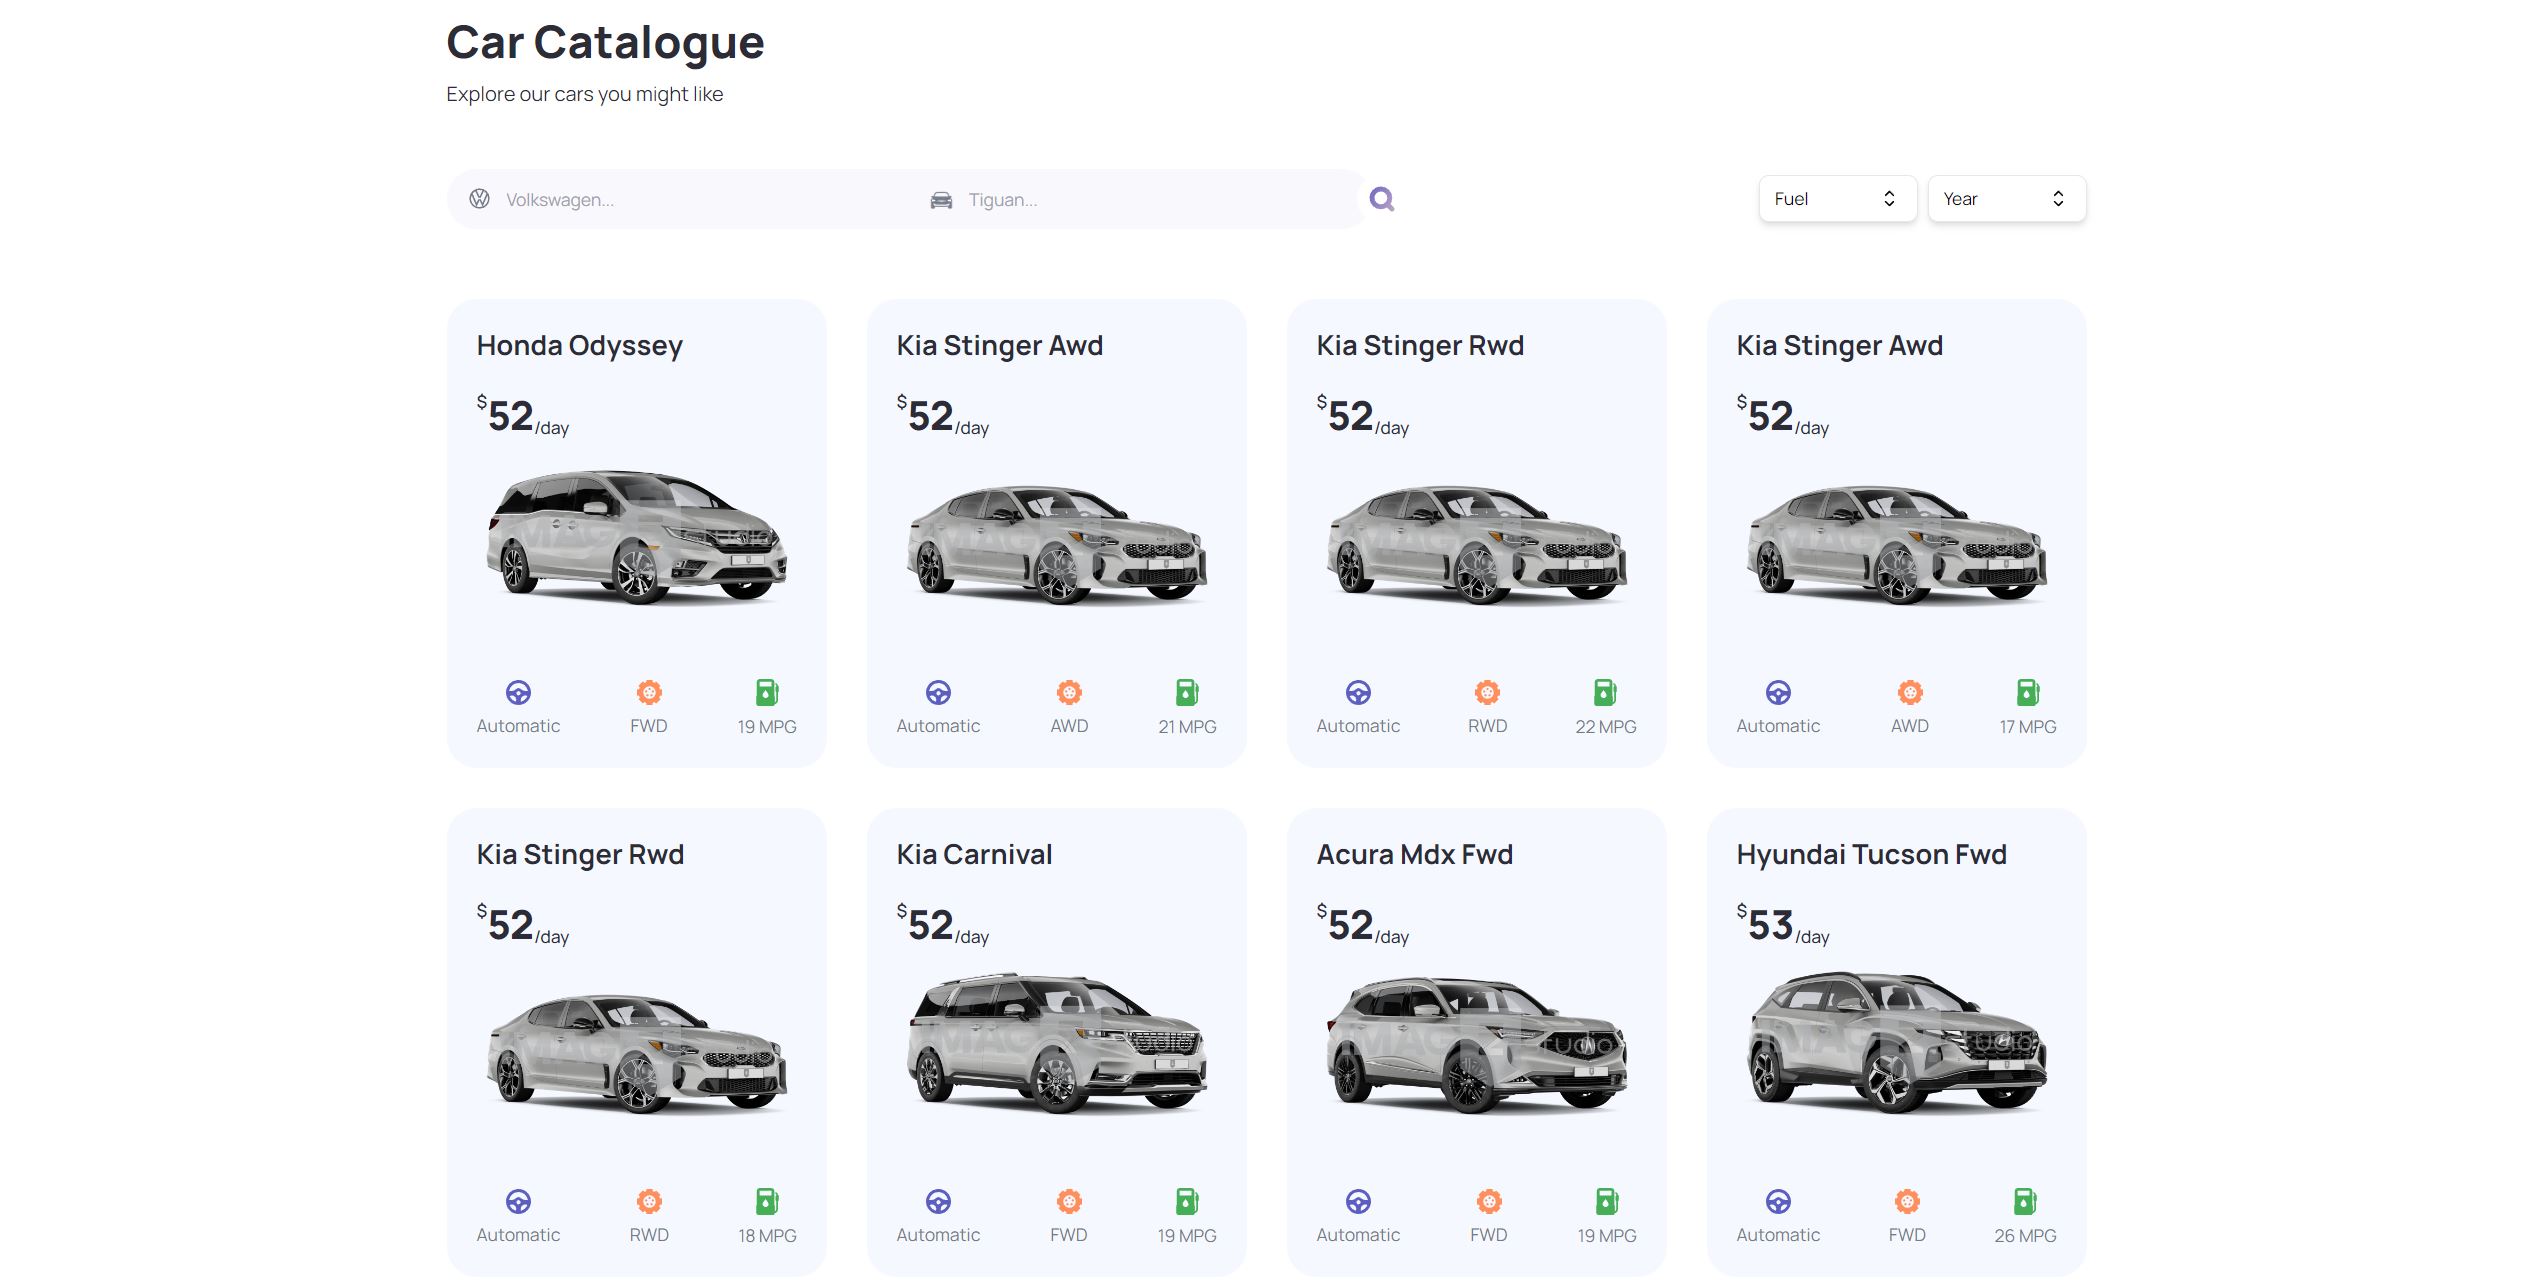 Car Catalogue
Explore our cars you might like
Volkswagen...
Tiguan...
Fuel
Year
Honda Odyssey
$52/day
Automatic
FWD
19 MPG
Kia Stinger Awd
$52/day
Automatic
AWD
21 MPG
Kia Stinger Rwd
$52/day
Automatic
RWD
22 MPG
Kia Stinger Awd
$52/day
Automatic
AWD
17 MPG
Kia Stinger Rwd
$52/day
Automatic
RWD
18 MPG
Kia Carnival
$52/day
Automatic
FWD
19 MPG
Acura Mdx Fwd
$52/day
Automatic
FWD
19 MPG
Hyundai Tucson Fwd
$53/day
Automatic
FWD
26 MPG